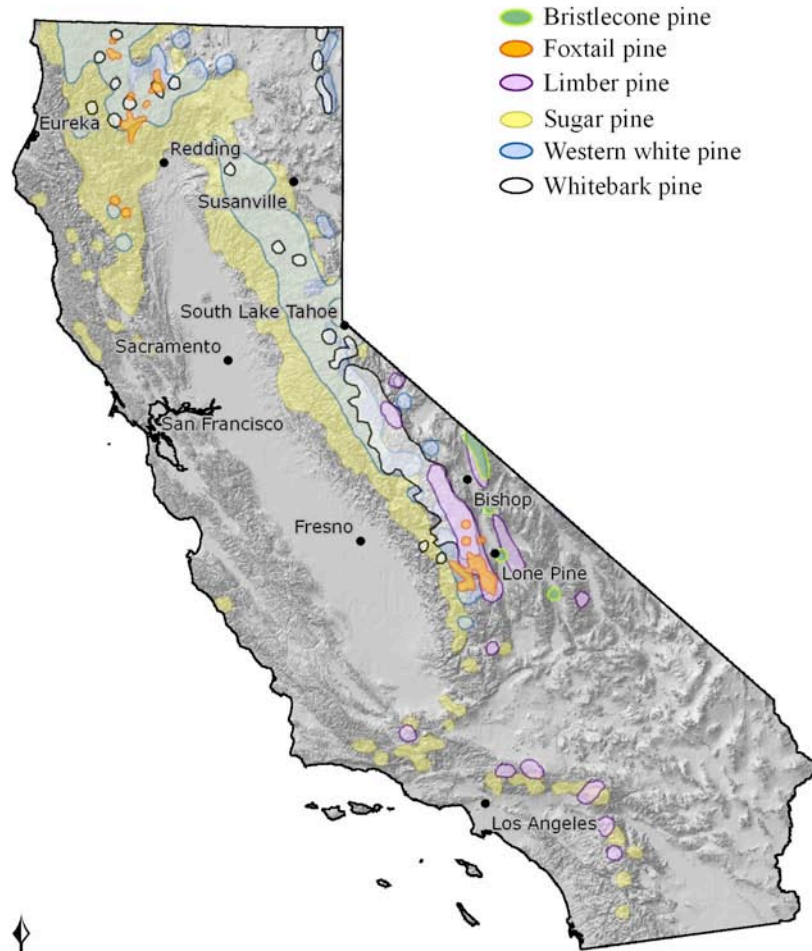 Bristlecone pine
Foxtail pine
Limber pine
Sugar pine
Western white pine
Whitebark pine
Eureka
Redding
Susanville
South Lake Tahoe
Sacramento
San Francisco
Bishop
Fresno
Lone Pine
Los Angeles